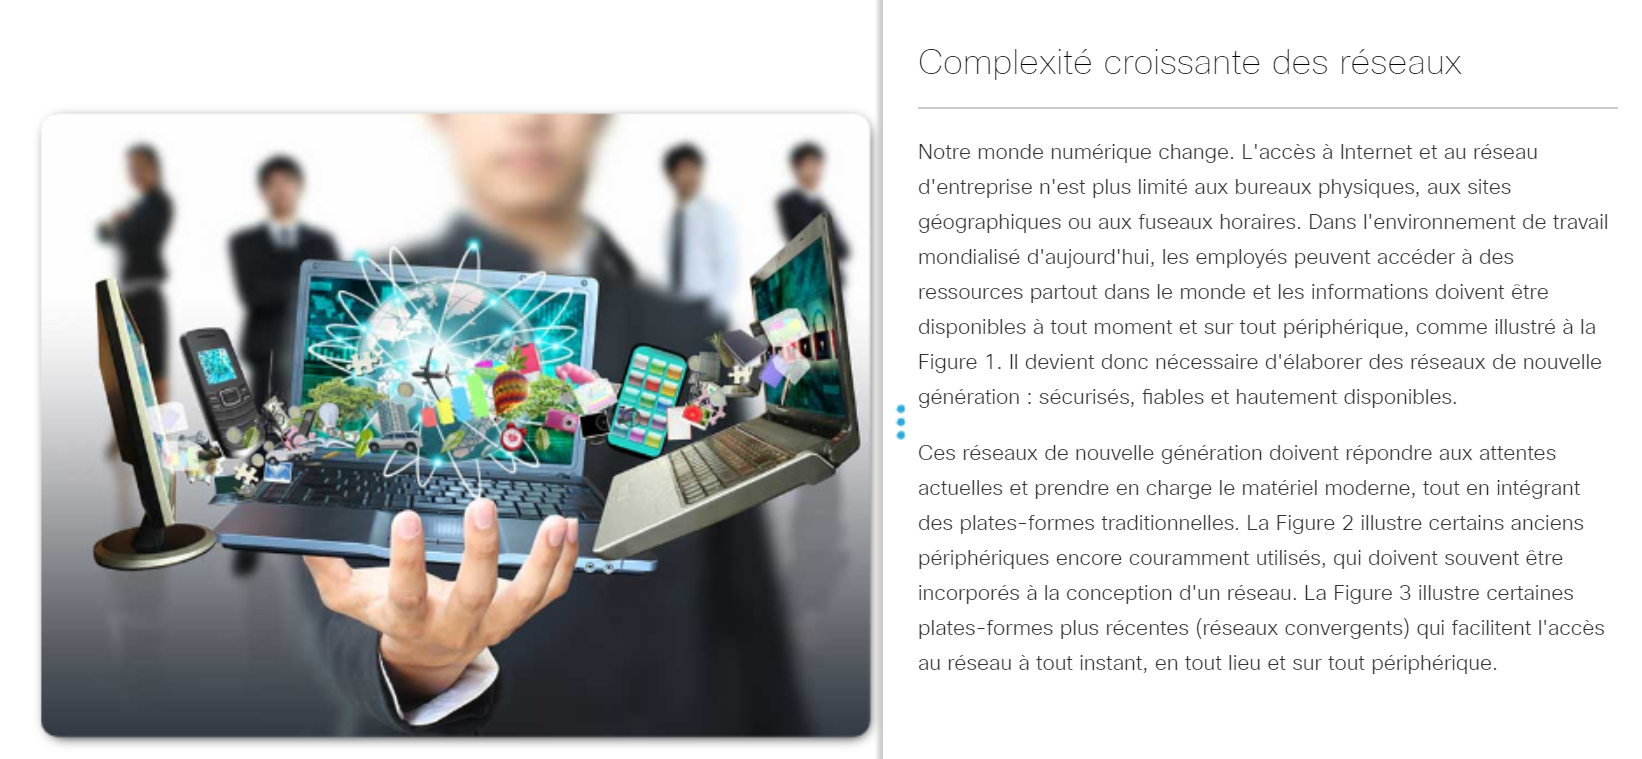 Complexité croissante des réseaux
Notre monde numérique change. L'accès à Internet et au réseau
d'entreprise n'est plus limité aux bureaux physiques, aux sites
géographiques ou aux fuseaux horaires. Dans l'environnement de travail
mondialisé d'aujourd'hui, les employés peuvent accéder à des
ressources partout dans le monde et les informations doivent être
disponibles à tout moment et sur tout périphérique, comme illustré à la
Figure 1. Il devient donc nécessaire d'élaborer des réseaux de nouvelle
génération : sécurisés, fiables et hautement disponibles.
Ces réseaux de nouvelle génération doivent répondre aux attentes
actuelles et prendre en charge le matériel moderne, tout en intégrant
des plates-formes traditionnelles. La Figure 2 illustre certains anciens
périphériques encore couramment utilisés, qui doivent souvent être
incorporés à la conception d'un réseau. La Figure 3 illustre certaines
plates-formes plus récentes (réseaux convergents) qui facilitent l'accès
au réseau à tout instant, en tout lieu et sur tout périphérique.